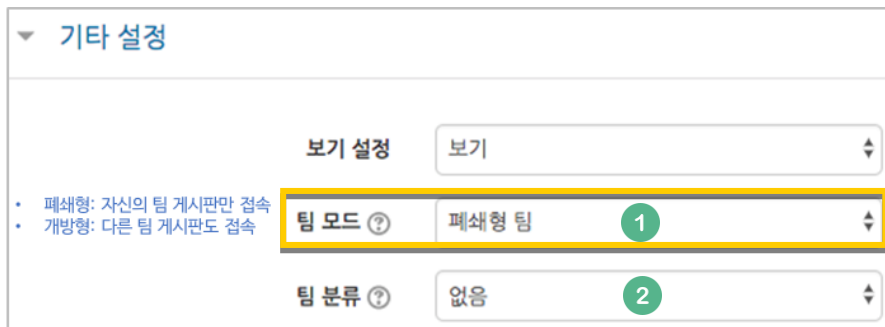 기타 설정
보기 설정 보기
• 폐쇄형: 자신의 팀 게시판만 접속
• 개방형: 다른 팀 게시판도 접속
팀 모드 ? 폐쇄형 팀 1
팀 분류 ? 없음 2